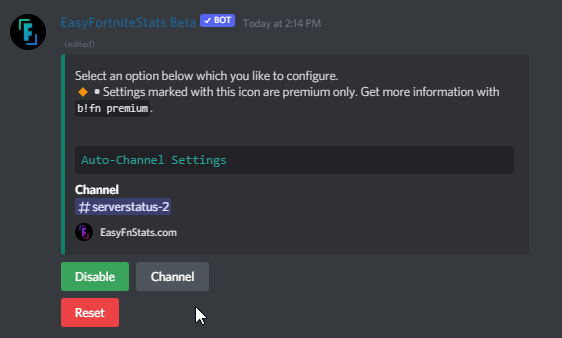 EasyFortniteStats Beta ✓ BOT Today at 2:14 PM
(edited)
Select an option below which you like to configure.
🔸▫️Settings marked with this icon are premium only. Get more information with
b!fn premium.
Auto-Channel Settings
Channel
#serverstatus-2
EasyFnStats.com
Disable Channel
Reset